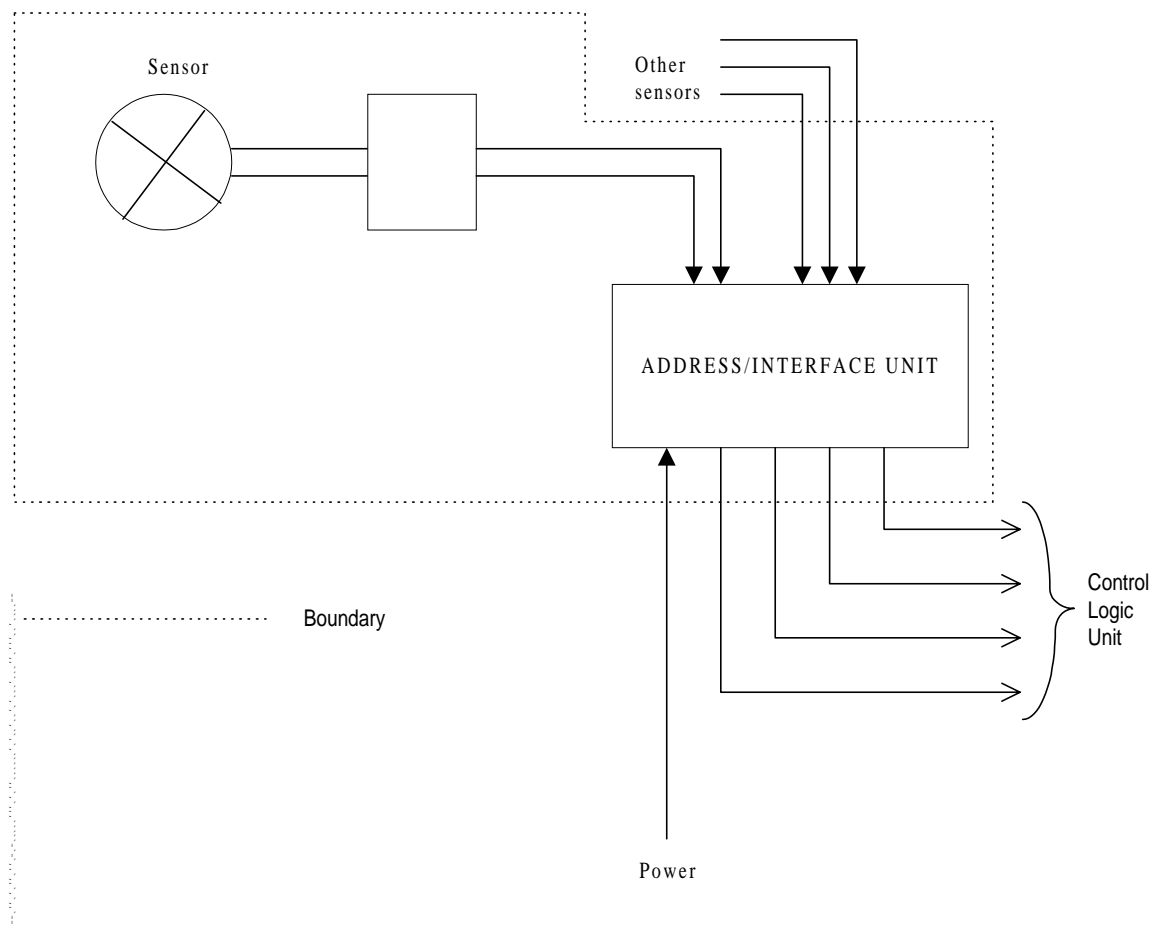 Sensor
Other
sensors
ADDRESS/INTERFACE UNIT
Boundary
Control
Logic
Unit
Power